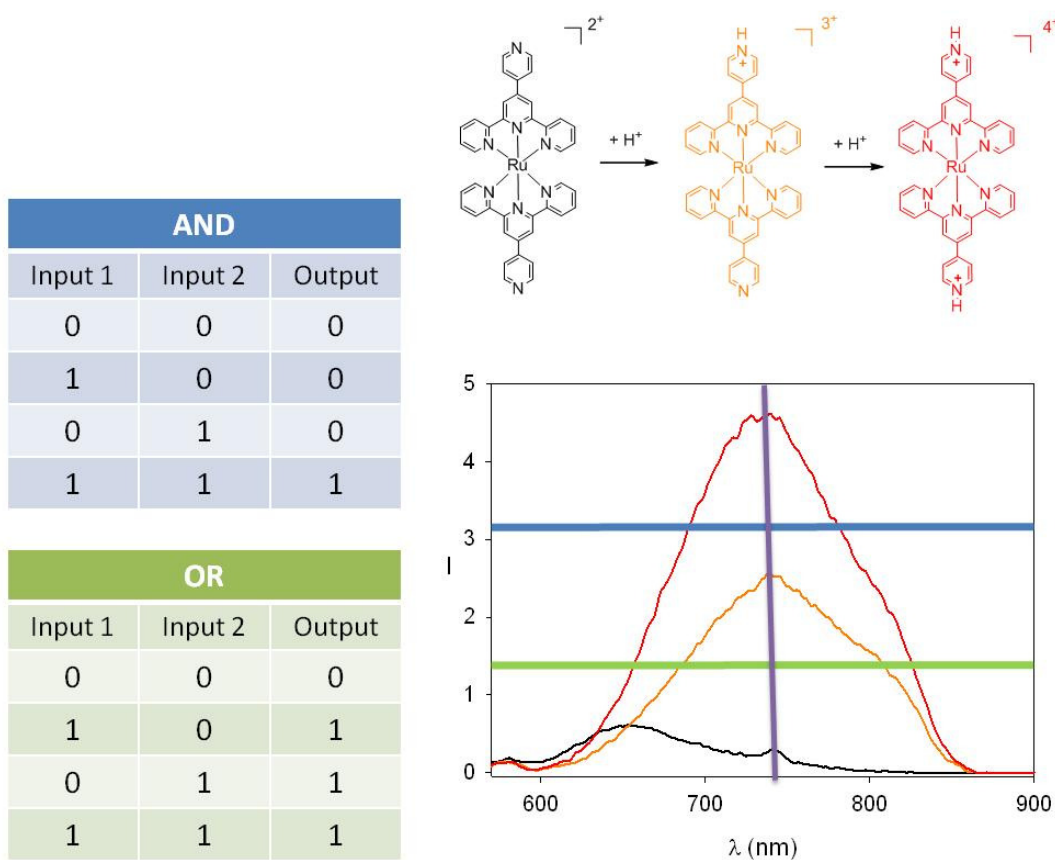 AND
Input 1 Input 2 Output
0 0 0
1 0 0
0 1 0
1 1 1
OR
Input 1 Input 2 Output
0 0 0
1 0 1
0 1 1
1 1 1
2+
N
N N N
Ru
N N N
N
+ H+
3+
H
N
+
N N N
Ru
N N N
N
+ H+
4+
H
N
+
N N N
Ru
N N N
+
N
H
5
4
3
2
1
0
I
600 700 800 900
λ (nm)